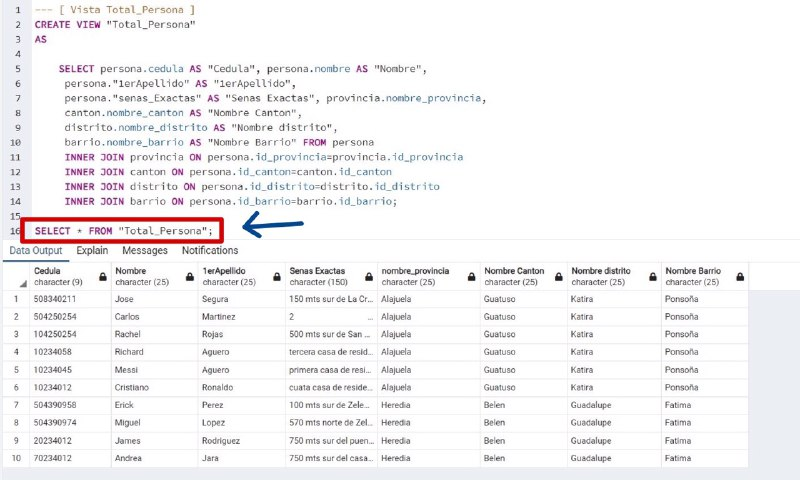 1 --- [ Vista Total_Persona ]
2 CREATE VIEW "Total_Persona"
3 AS
4
5 SELECT persona.cedula AS "Cedula", persona.nombre AS "Nombre",
6 persona."1erApellido" AS "1erApellido",
7 persona."senas_Exactas" AS "Senas Exactas", provincia.nombre_provincia,
8 canton.nombre_canton AS "Nombre Canton",
9 distrito.nombre_distrito AS "Nombre distrito",
10 barrio.nombre_barrio AS "Nombre Barrio" FROM persona
11 INNER JOIN provincia ON persona.id_provincia=provincia.id_provincia
12 INNER JOIN canton ON persona.id_canton=canton.id_canton
13 INNER JOIN distrito ON persona.id_distrito=distrito.id_distrito
14 INNER JOIN barrio ON persona.id_barrio=barrio.id_barrio;
15
16 SELECT * FROM "Total_Persona";
Data Output Explain Messages Notifications
Cedula Nombre 1erApellido Senas Exactas nombre_provincia Nombre Canton Nombre distrito Nombre Barrio
character (9) character (25) character (25) character (150) character (25) character (25) character (25) character (25)
1 508340211 Jose Segura 150 mts sur de La Cr... Alajuela Guatuso Katira Ponsoña
2 504250254 Carlos Martinez 2 ... Alajuela Guatuso Katira Ponsoña
3 104250254 Rachel Rojas 500 mts sur de San ... Alajuela Guatuso Katira Ponsoña
4 10234058 Richard Aguero tercera casa de resid... Alajuela Guatuso Katira Ponsoña
5 10234045 Messi Aguero primera casa de resi... Alajuela Guatuso Katira Ponsoña
6 10234012 Cristiano Ronaldo cuata casa de reside... Alajuela Guatuso Katira Ponsoña
7 504390958 Erick Perez 100 mts sur de Zele... Heredia Belen Guadalupe Fatima
8 504390974 Miguel Lopez 570 mts norte de Zel... Heredia Belen Guadalupe Fatima
9 20234012 James Rodriguez 750 mts sur del puen... Heredia Belen Guadalupe Fatima
10 70234012 Andrea Jara 750 mts sur del casa... Heredia Belen Guadalupe Fatima